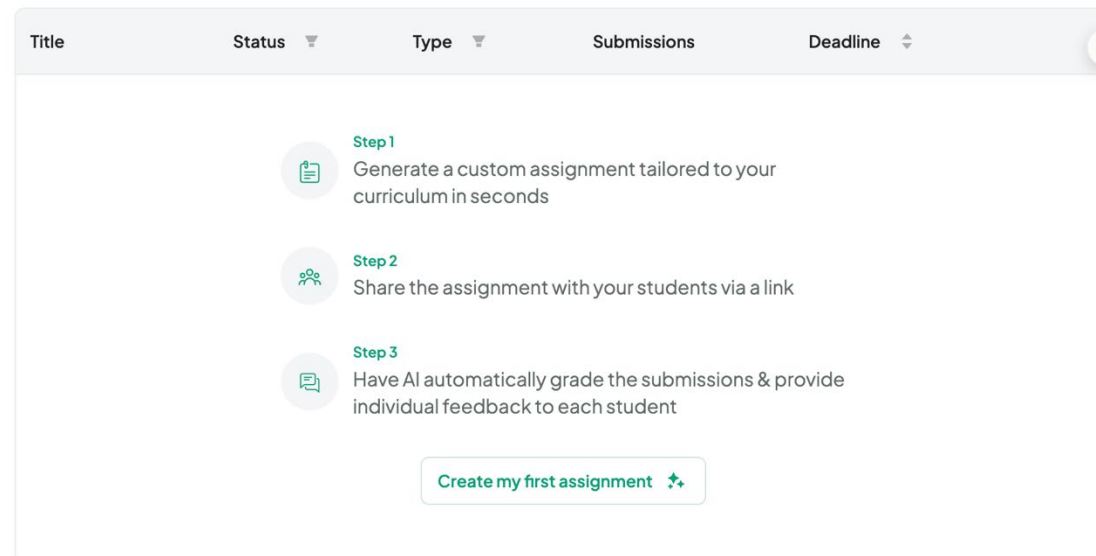 Title Status Type Submissions Deadline
Step 1
Generate a custom assignment tailored to your
curriculum in seconds
Step 2
Share the assignment with your students via a link
Step 3
Have AI automatically grade the submissions & provide
individual feedback to each student
Create my first assignment